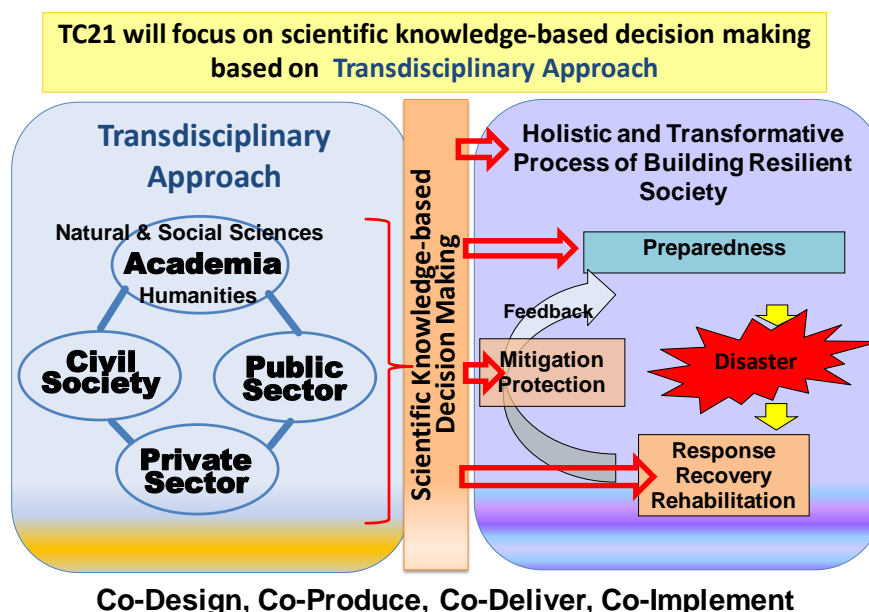 TC21 will focus on scientific knowledge-based decision making
based on Transdisciplinary Approach
Transdisciplinary
Approach
Natural & Social Sciences
Academia
Humanities
Civil
Society
Public
Sector
Private
Sector
Scientific Knowledge-based
Decision Making
Holistic and Transformative
Process of Building Resilient
Society
Preparedness
Feedback
Mitigation
Protection
Disaster
Response
Recovery
Rehabilitation
Co-Design, Co-Produce, Co-Deliver, Co-Implement